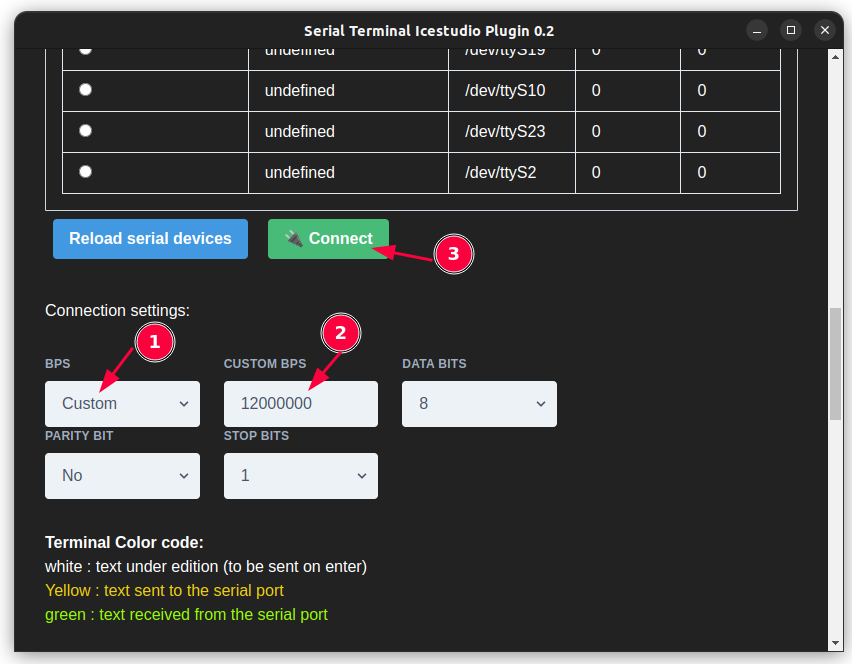 Serial Terminal Icestudio Plugin 0.2
undefined /dev/ttyS19 0 0
undefined /dev/ttyS10 0 0
undefined /dev/ttyS23 0 0
undefined /dev/ttyS2 0 0
Reload serial devices Connect
3
Connection settings:
1 2
BPS CUSTOM BPS DATA BITS
Custom 12000000 8
PARITY BIT STOP BITS
No 1
Terminal Color code:
white : text under edition (to be sent on enter)
Yellow : text sent to the serial port
green : text received from the serial port